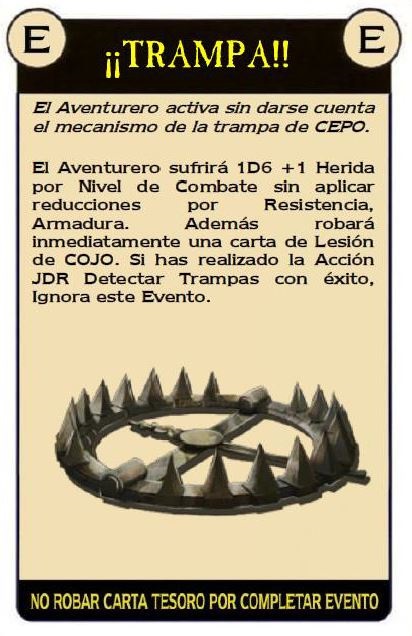 E E
¡¡TRAMPA!!
El Aventurero activa sin darse cuenta
el mecanismo de la trampa de CEPO.
El Aventurero sufrirá 1D6 +1 Herida
por Nivel de Combate sin aplicar
reducciones por Resistencia,
Armadura. Además robará
inmediatamente una carta de Lesión
de COJO. Si has realizado la Acción
JDR Detectar Trampas con éxito,
Ignora este Evento.
NO ROBAR CARTA TESORO POR COMPLETAR EVENTO